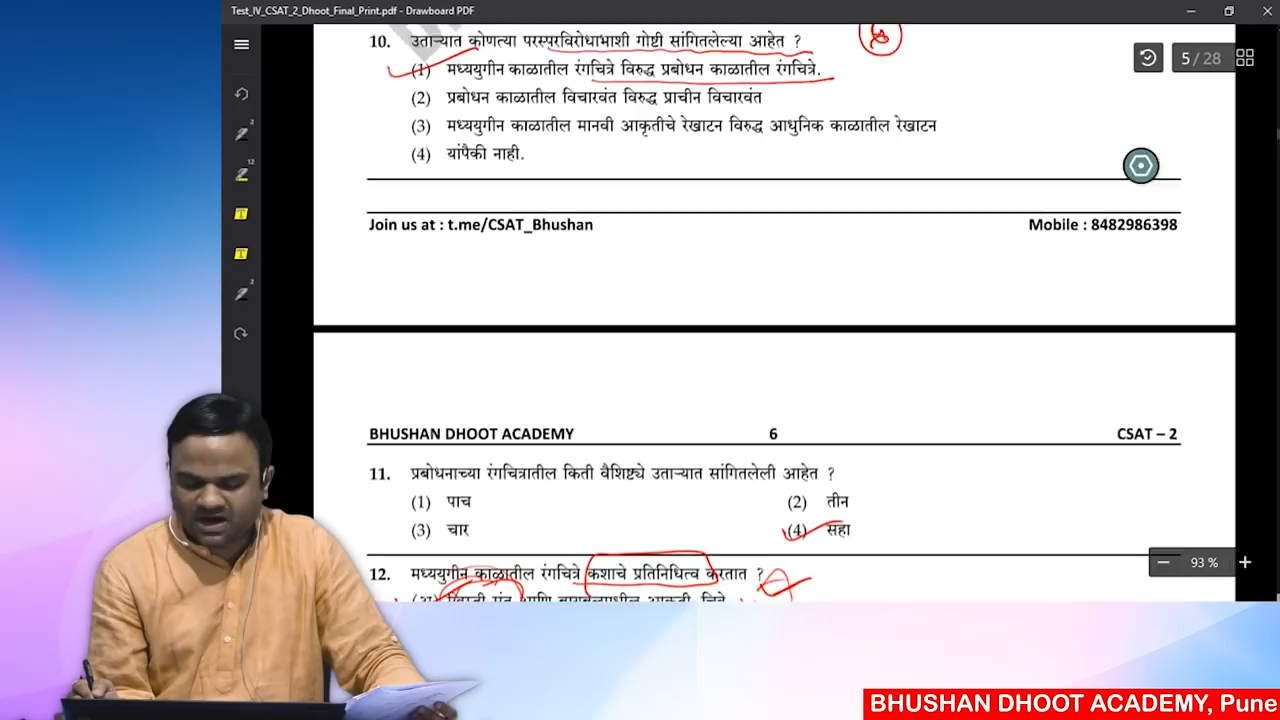 Test_IV_CSAT_2_Dhoot_Final_Print.pdf - Drawboard PDF
10. उताऱ्यात कोणत्या परस्परविरोधाभाशी गोष्टी सांगितलेल्या आहेत ?
(1) मध्ययुगीन काळातील रंगचित्रे विरुद्ध प्रबोधन काळातील रंगचित्रे.
(2) प्रबोधन काळातील विचारवंत विरुद्ध प्राचीन विचारवंत
(3) मध्ययुगीन काळातील मानवी आकृतीचे रेखाटन विरुद्ध आधुनिक काळातील रेखाटन
(4) यांपैकी नाही.
5 / 28
Join us at : t.me/CSAT_Bhushan Mobile : 8482986398
BHUSHAN DHOOT ACADEMY 6 CSAT – 2
11. प्रबोधनाच्या रंगचित्रातील किती वैशिष्ट्ये उताऱ्यात सांगितलेली आहेत ?
(1) पाच (2) तीन
(3) चार (4) सहा
93 %
12. मध्ययुगीन काळातील रंगचित्रे कशाचे प्रतिनिधित्व करतात ?
आणि आकृती
BHUSHAN DHOOT ACADEMY, Pune